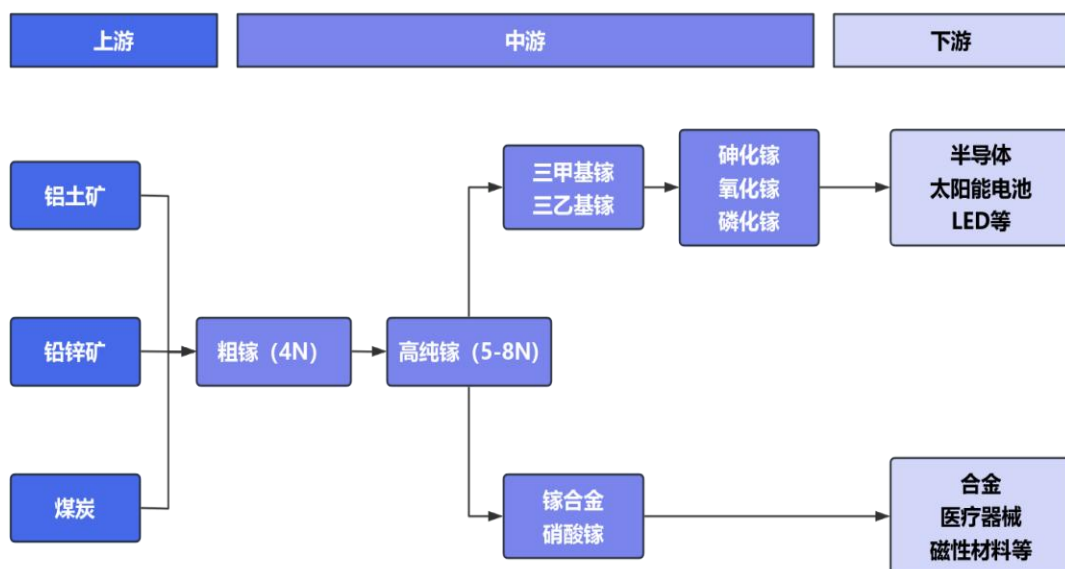 上游
中游
下游
铝土矿
铅锌矿
煤炭
粗镓（4N）
高纯镓（5-8N）
三甲基镓
三乙基镓
砷化镓
氧化镓
磷化镓
半导体
太阳能电池
LED等
镓合金
硝酸镓
合金
医疗器械
磁性材料等